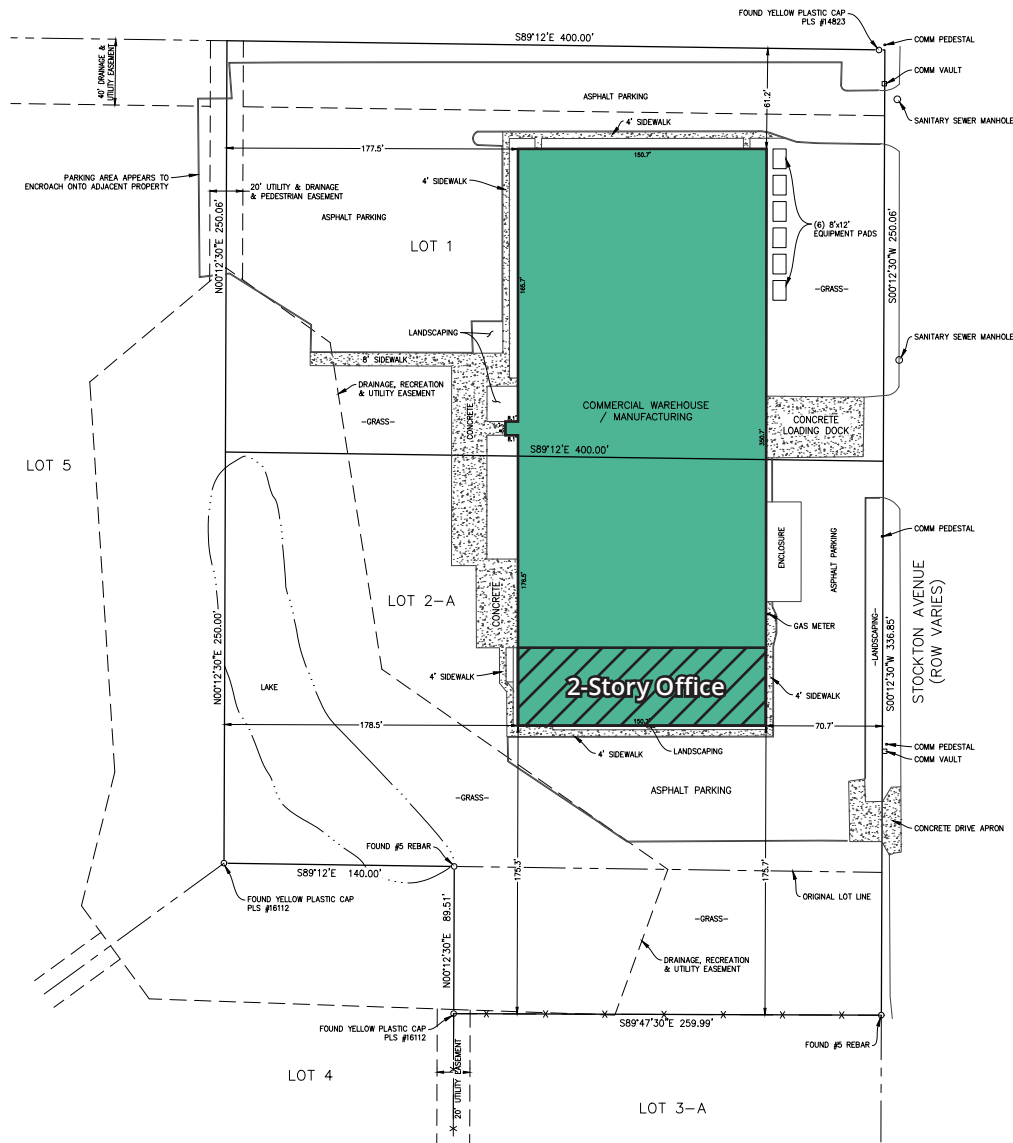 FOUND YELLOW PLASTIC CAP
PLS #14823
S89°12'E 400.00'
COMM PEDESTAL
COMM VAULT
40' DRAINAGE &
UTILITY EASEMENT
ASPHALT PARKING
61.2'
SANITARY SEWER MANHOLE
4' SIDEWALK
177.5'
150.7'
PARKING AREA APPEARS TO
ENCROACH ONTO ADJACENT PROPERTY
4' SIDEWALK
20' UTILITY & DRAINAGE
& PEDESTRIAN EASEMENT
ASPHALT PARKING
LOT 1
(6) 8'x12'
EQUIPMENT PADS
N00°12'30"E 250.06'
S00°12'30"W 250.06'
-GRASS-
LANDSCAPING
SANITARY SEWER MANHOLE
8' SIDEWALK
DRAINAGE, RECREATION
& UTILITY EASEMENT
-GRASS-
CONCRETE
COMMERCIAL WAREHOUSE
/ MANUFACTURING
CONCRETE
LOADING DOCK
350.7'
S89°12'E 400.00'
LOT 5
COMM PEDESTAL
ENCLOSURE
ASPHALT PARKING
176.5'
LOT 2-A
CONCRETE
GAS METER
-LANDSCAPING-
STOCKTON AVENUE
(ROW VARIES)
S00°12'30"W 336.85'
N00°12'30"E 250.00'
LAKE
4' SIDEWALK
2-Story Office
4' SIDEWALK
178.5'
150.7'
70.7'
4' SIDEWALK
LANDSCAPING
COMM PEDESTAL
COMM VAULT
ASPHALT PARKING
-GRASS-
CONCRETE DRIVE APRON
FOUND #5 REBAR
S89°12'E 140.00'
175.3'
175.7'
FOUND YELLOW PLASTIC CAP
PLS #16112
ORIGINAL LOT LINE
N00°12'30"E 89.51'
-GRASS-
DRAINAGE, RECREATION
& UTILITY EASEMENT
FOUND YELLOW PLASTIC CAP
PLS #16112
S89°47'30"E 259.99'
FOUND #5 REBAR
LOT 4
20' UTILITY EASEMENT
LOT 3-A